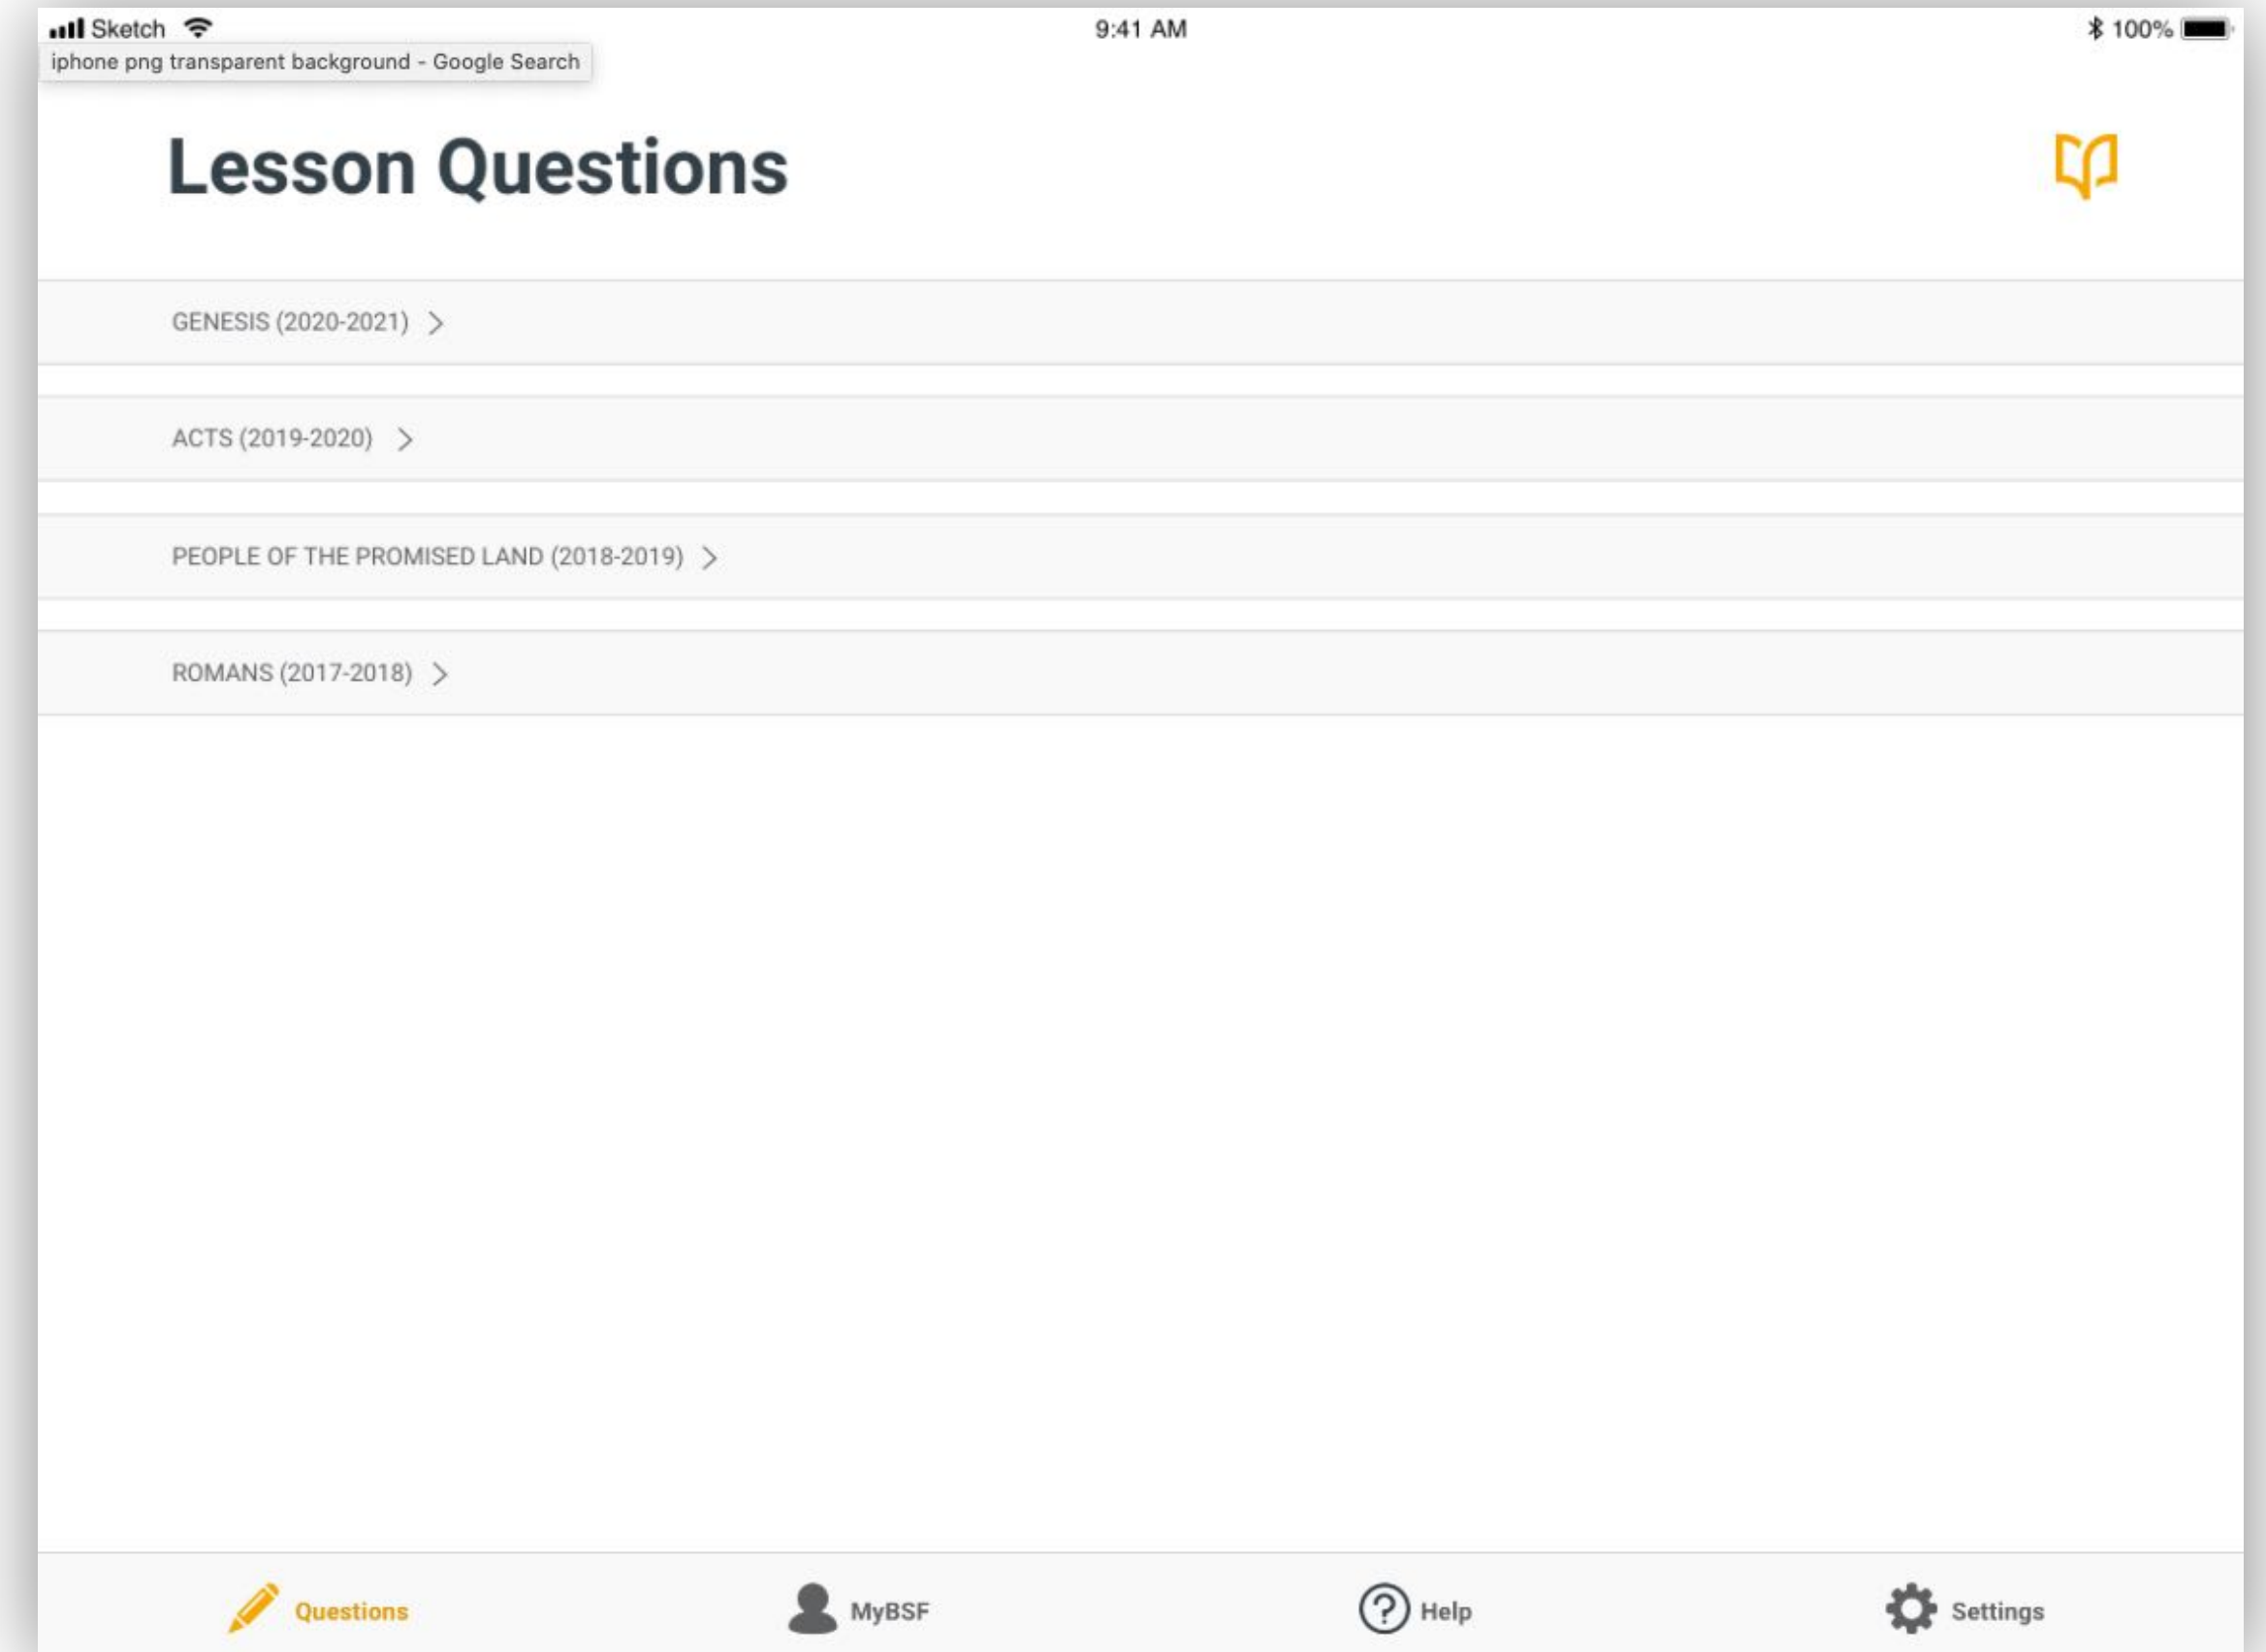 Sketch 9:41 AM 100%
iphone png transparent background - Google Search
Lesson Questions
GENESIS (2020-2021) >
ACTS (2019-2020) >
PEOPLE OF THE PROMISED LAND (2018-2019) >
ROMANS (2017-2018) >
Questions MyBSF Help Settings